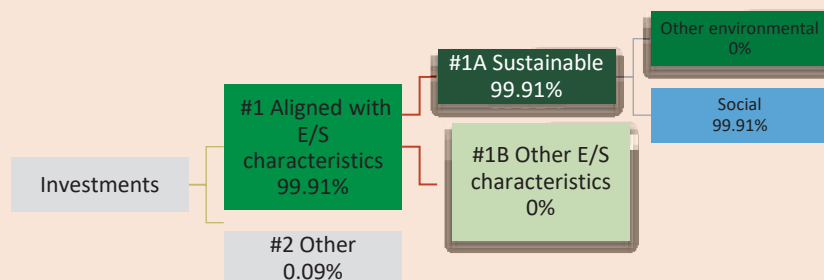 Investments
#1 Aligned with
E/S
characteristics
99.91%
#2 Other
0.09%
#1A Sustainable
99.91%
#1B Other E/S
characteristics
0%
Other environmental
0%
Social
99.91%